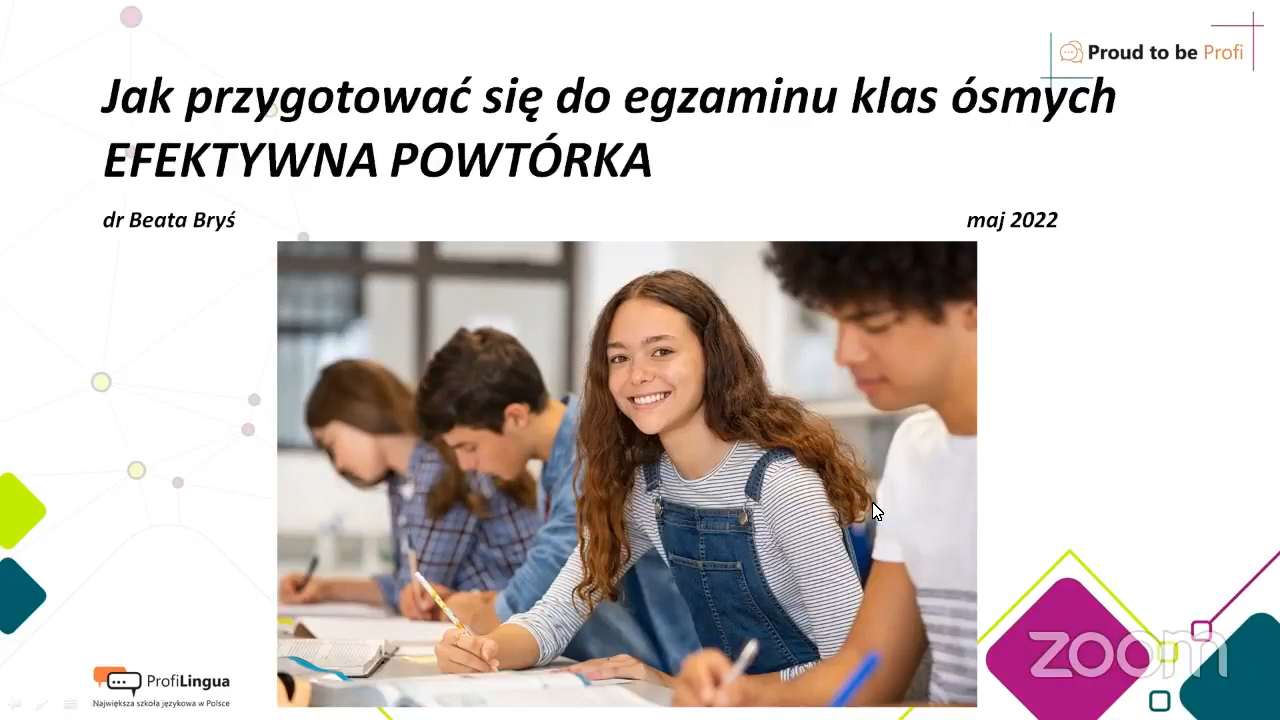 Proud to be Profi
Jak przygotować się do egzaminu klas ósmych
EFEKTYWNA POWTÓRKA
dr Beata Bryś
maj 2022
zoom
ProfiLingua
Największa szkoła językowa w Polsce